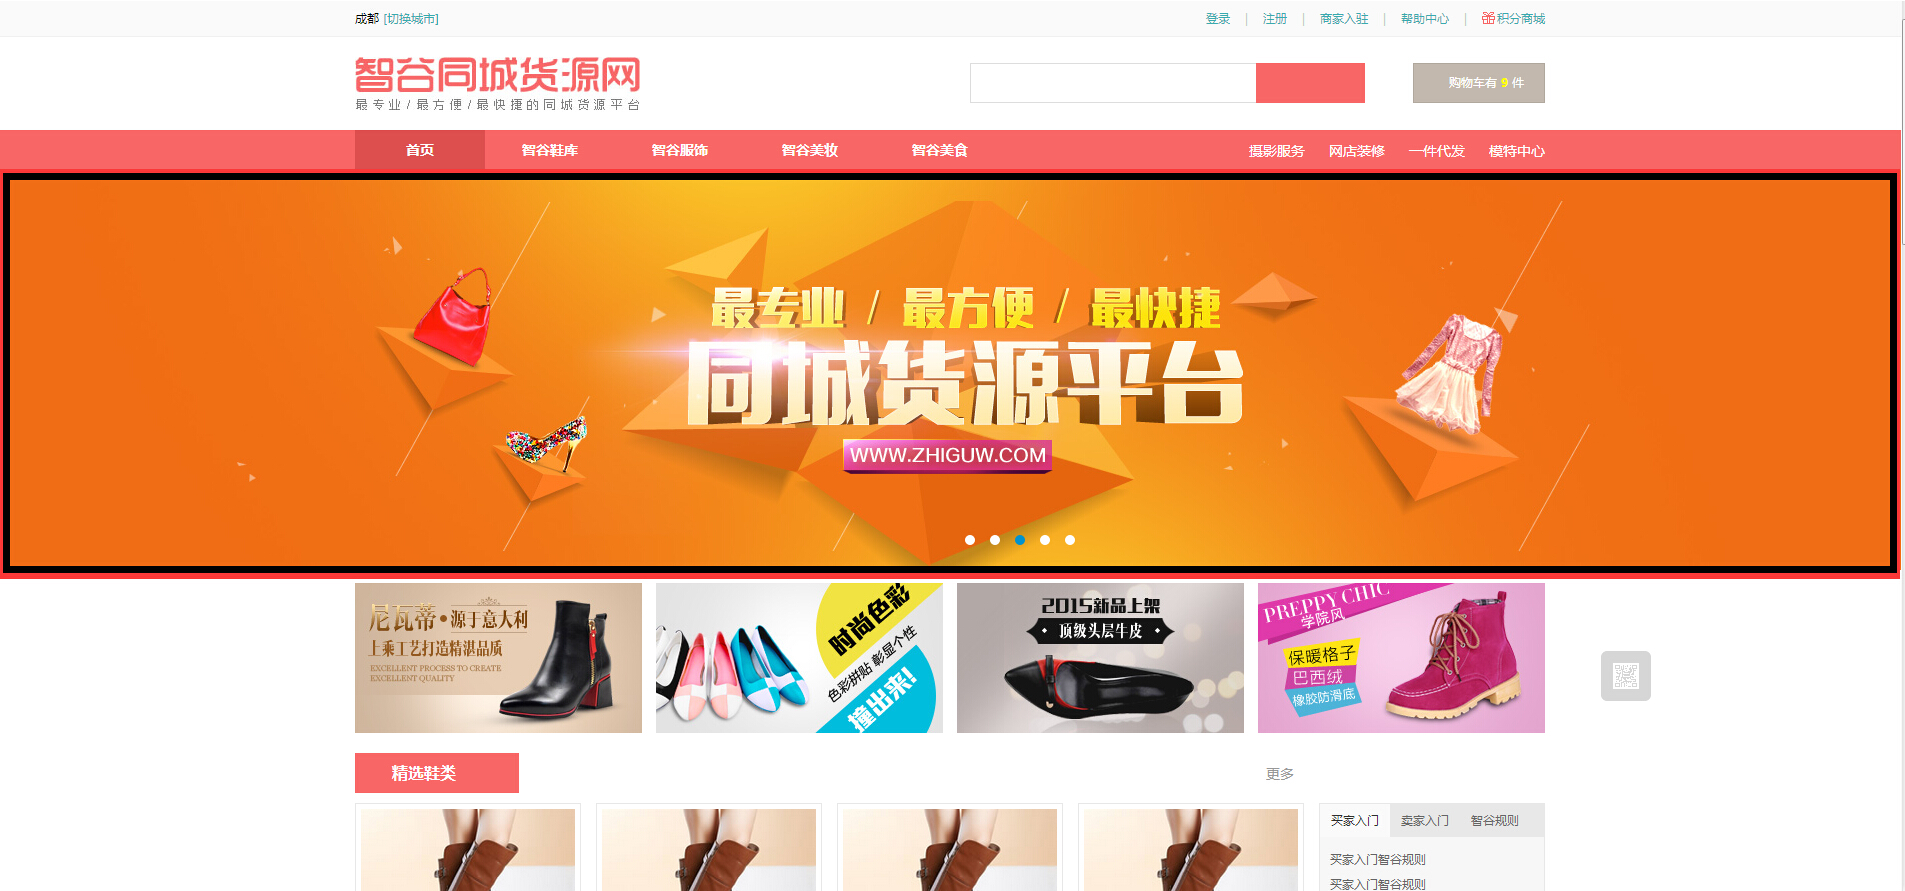 成都 [切换城市]
登录 | 注册 | 商家入驻 | 帮助中心 | 积分商城
智谷同城货源网
最专业/最方便/最快捷的同城货源平台
购物车有 9 件
首页 智谷鞋库 智谷服饰 智谷美妆 智谷美食
摄影服务 网店装修 一件代发 模特中心
最专业 / 最方便 / 最快捷
同城货源平台
WWW.ZHIGUW.COM
尼瓦蒂•源于意大利
上乘工艺打造精湛品质
EXCELLENT PROCESS TO CREATE
EXCELLENT QUALITY
时尚色彩
色彩拼贴 彰显个性
撞出来!
2015新品上架
顶级头层牛皮
PREPPY CHIC
学院风
保暖格子
巴西绒
橡胶防滑底
精选鞋类
更多
买家入门 卖家入门 智谷规则
买家入门智谷规则
买家入门智谷规则